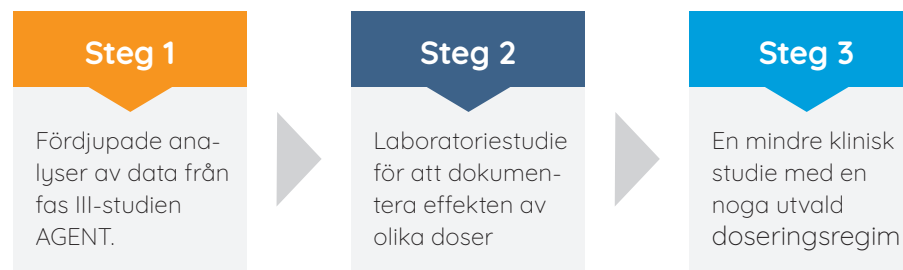 Steg 1
Fördjupade ana-
lyser av data från
fas III-studien
AGENT.
Steg 2
Laboratoriestudie
för att dokumen-
tera effekten av
olika doser
Steg 3
En mindre klinisk
studie med en
noga utvald
doseringsregim